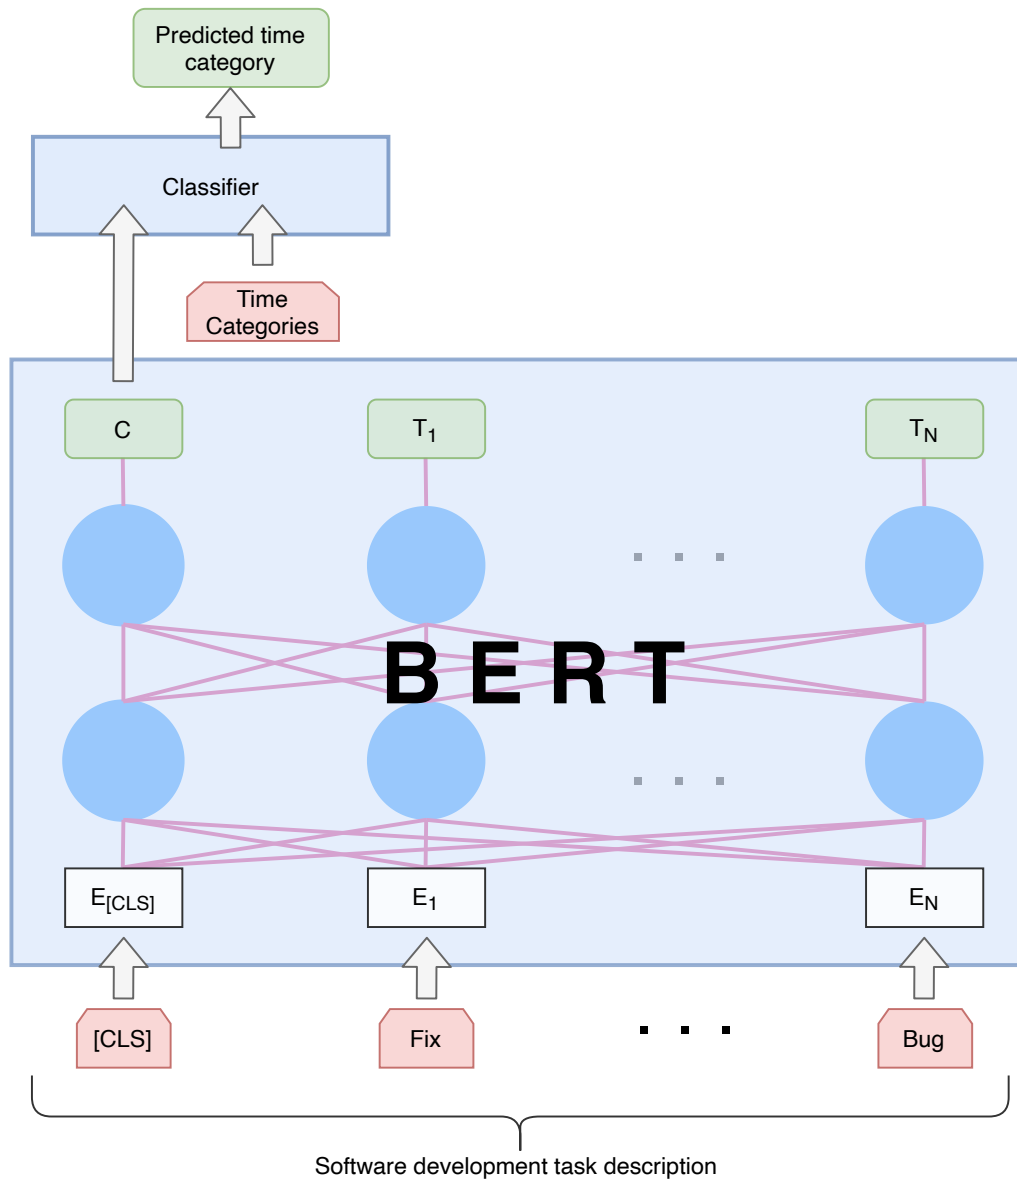 Predicted time
category
Classifier
Time
Categories
C
T1
TN
. . .
BERT
. . .
E[CLS]
E1
EN
[CLS]
Fix
. . .
Bug
Software development task description